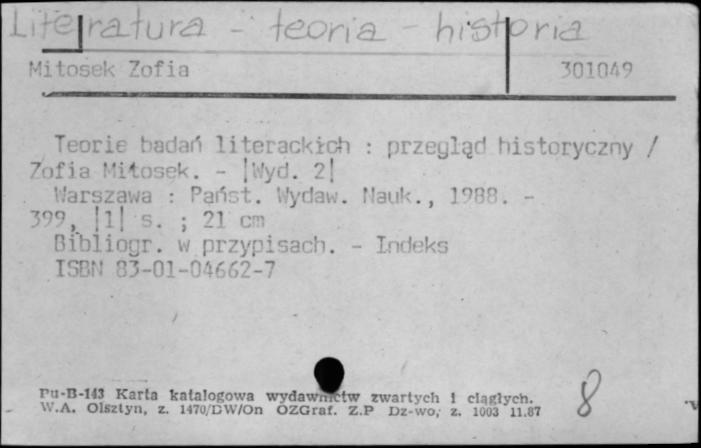 Literatura - teoria - historia
Mitosek Zofia 301049
Teorie badań literackich : przegląd historyczny /
Zofia Mitosek. - |Wyd. 2|
Warszawa : Państ. Wydaw. Nauk., 1988. -
399, |1| s. ; 21 cm
Bibliogr. w przypisach. - Indeks
ISBN 83-01-04662-7
Pu-B-143 Karta katalogowa wydawnictw zwartych i ciągłych.
W.A. Olsztyn, z. 1470/DW/On OZGraf. Z.P Dz-wo, z. 1003 11.87
8